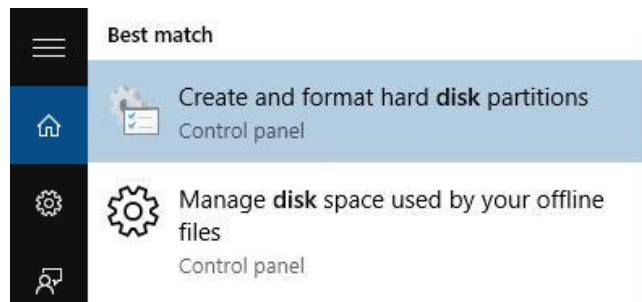 Best match
Create and format hard disk partitions
Control panel
Manage disk space used by your offline
files
Control panel